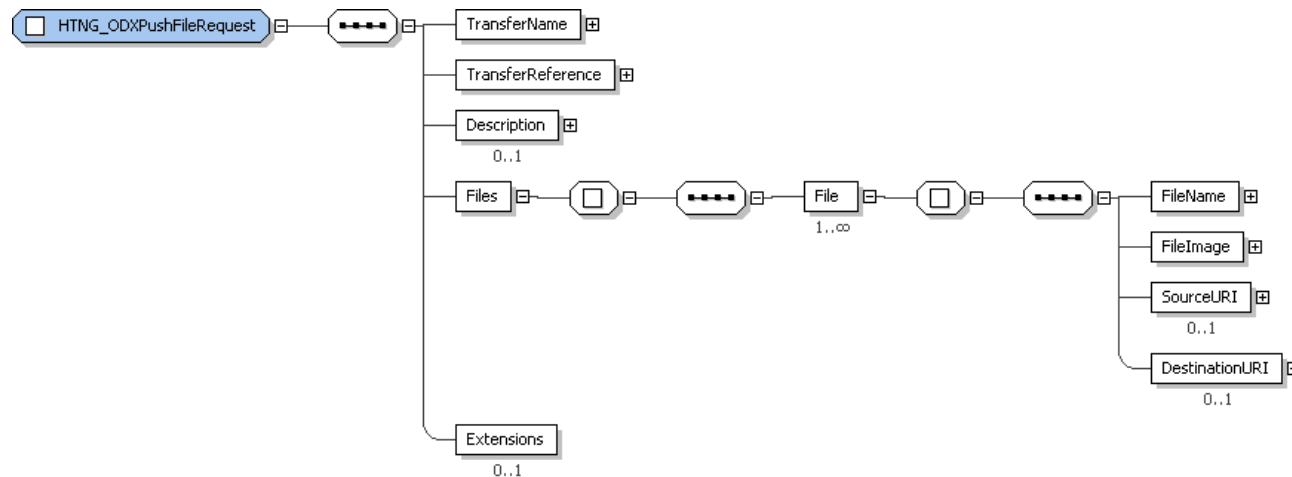 HTNG_ODXPushFileRequest
TransferName
TransferReference
Description
0..1
Files
File
1..∞
FileName
FileImage
SourceURI
0..1
DestinationURI
0..1
Extensions
0..1